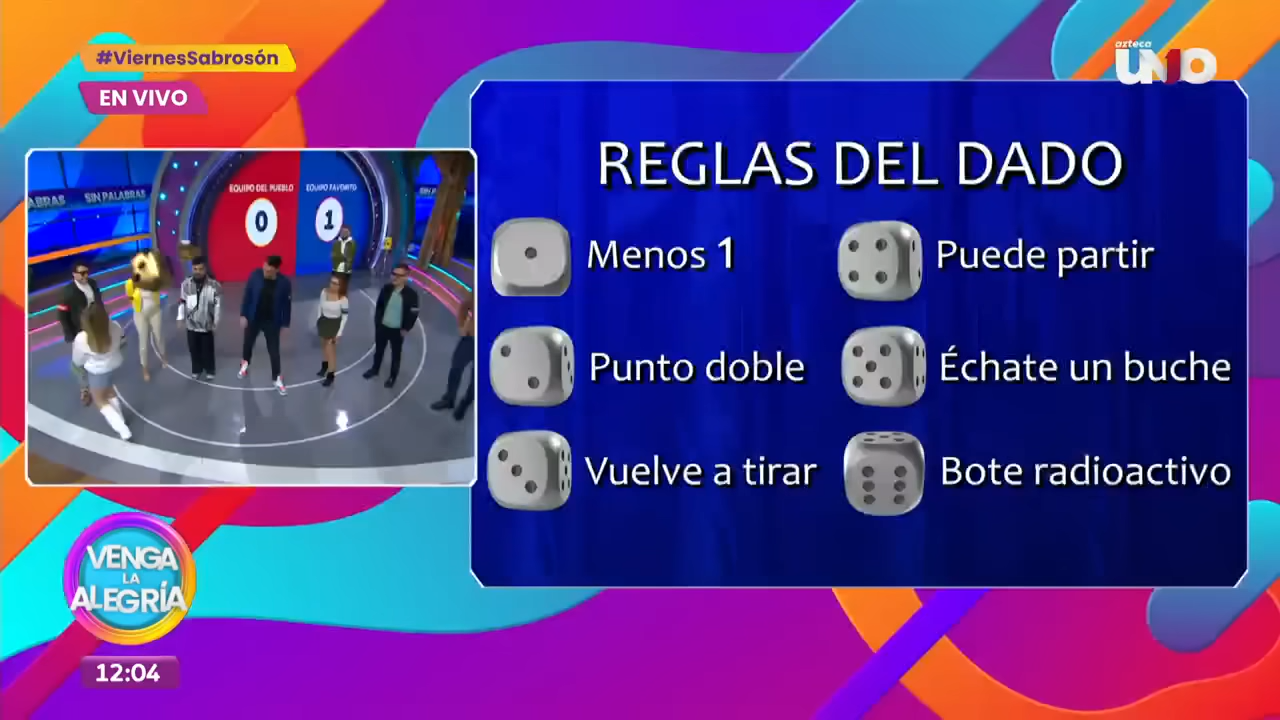 #ViernesSabrosón
EN VIVO
azteca
UNO
ABRAS
SIN PALABRAS
EQUIPO DEL PUEBLO
0
EQUIPO FAVORITO
1
REGLAS DEL DADO
Menos 1
Puede partir
Punto doble
Échate un buche
Vuelve a tirar
Bote radioactivo
VENGA
LA
ALEGRÍA
12:04